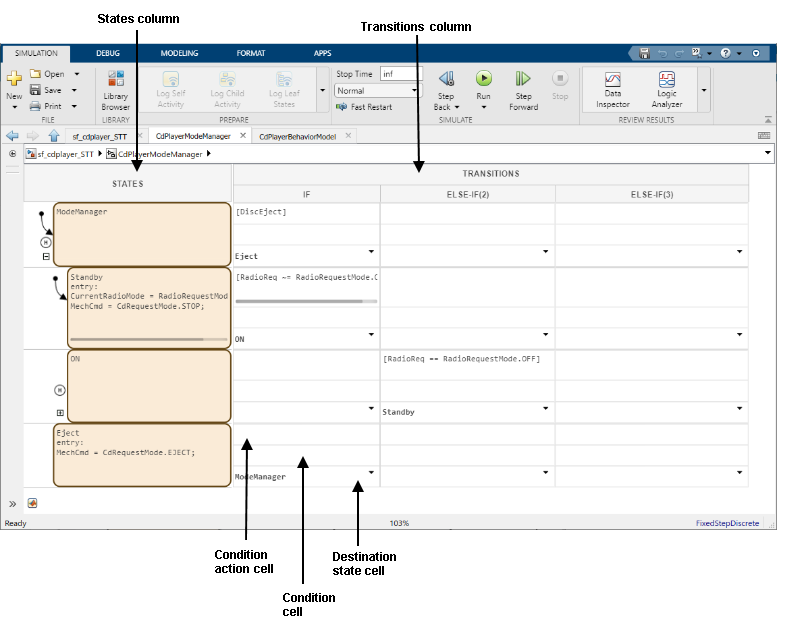 States column
Transitions column
SIMULATION DEBUG MODELING FORMAT APPS
New
Open
Save
Print
FILE
Library
Browser
LIBRARY
Log Self
Activity
Log Child
Activity
Log Leaf
States
PREPARE
Stop Time inf
Normal
Fast Restart
Step
Back
Run
Step
Forward
Stop
SIMULATE
Data
Inspector
Logic
Analyzer
REVIEW RESULTS
sf_cdplayer_STT CdPlayerModeManager CdPlayerBehaviorModel
sf_cdplayer_STT CdPlayerModeManager
STATES
TRANSITIONS
IF ELSE-IF(2) ELSE-IF(3)
ModeManager
[DiscEject]
Eject
Standby
entry:
CurrentRadioMode = RadioRequestMod
MechCmd = CdRequestMode.STOP;
[RadioReq ~= RadioRequestMode.O
ON
ON
[RadioReq == RadioRequestMode.OFF]
Standby
Eject
entry:
MechCmd = CdRequestMode.EJECT;
ModeManager
Ready 103% FixedStepDiscrete
Condition
action cell
Destination
state cell
Condition
cell